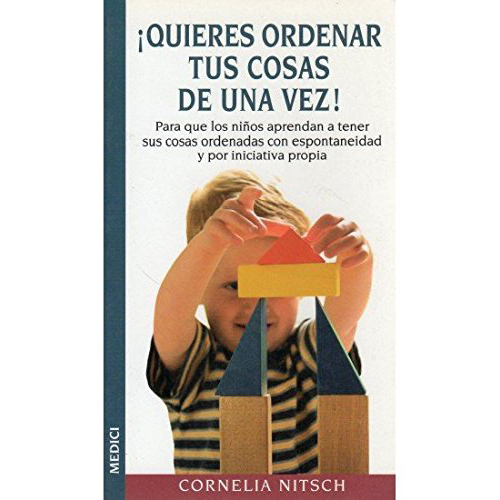 ¡QUIERES ORDENAR
TUS COSAS
DE UNA VEZ!
Para que los niños aprendan a tener
sus cosas ordenadas con espontaneidad
y por iniciativa propia
MEDICI
CORNELIA NITSCH